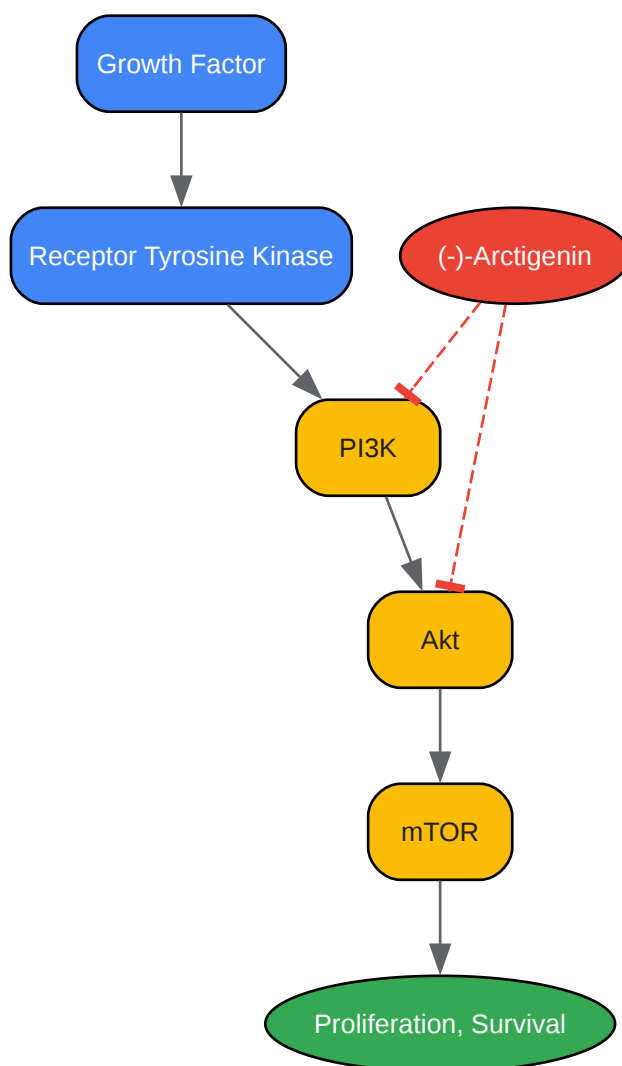 Growth Factor
Receptor Tyrosine Kinase
(-)-Arctigenin
PI3K
Akt
mTOR
Proliferation, Survival